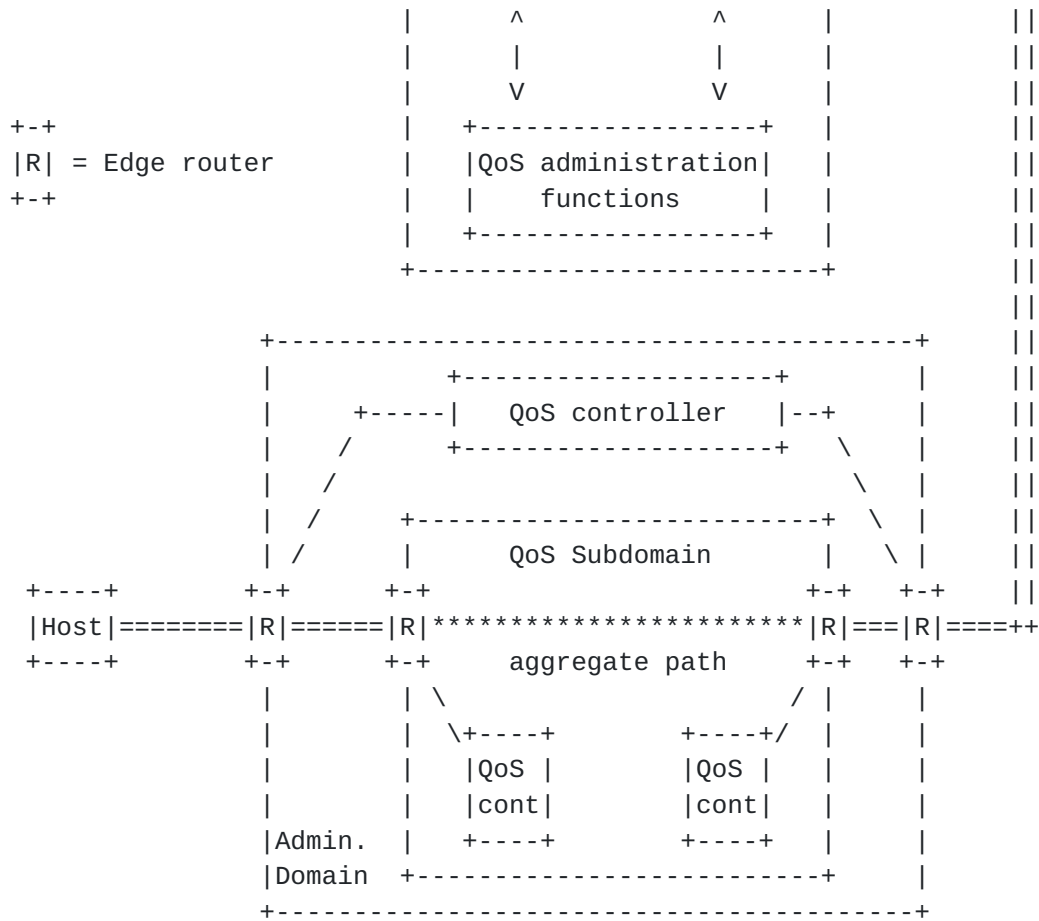 |R| = Edge router
QoS administration
functions
QoS controller
QoS Subdomain
Host R R R R
aggregate path
QoS QoS
cont cont
Admin.
Domain